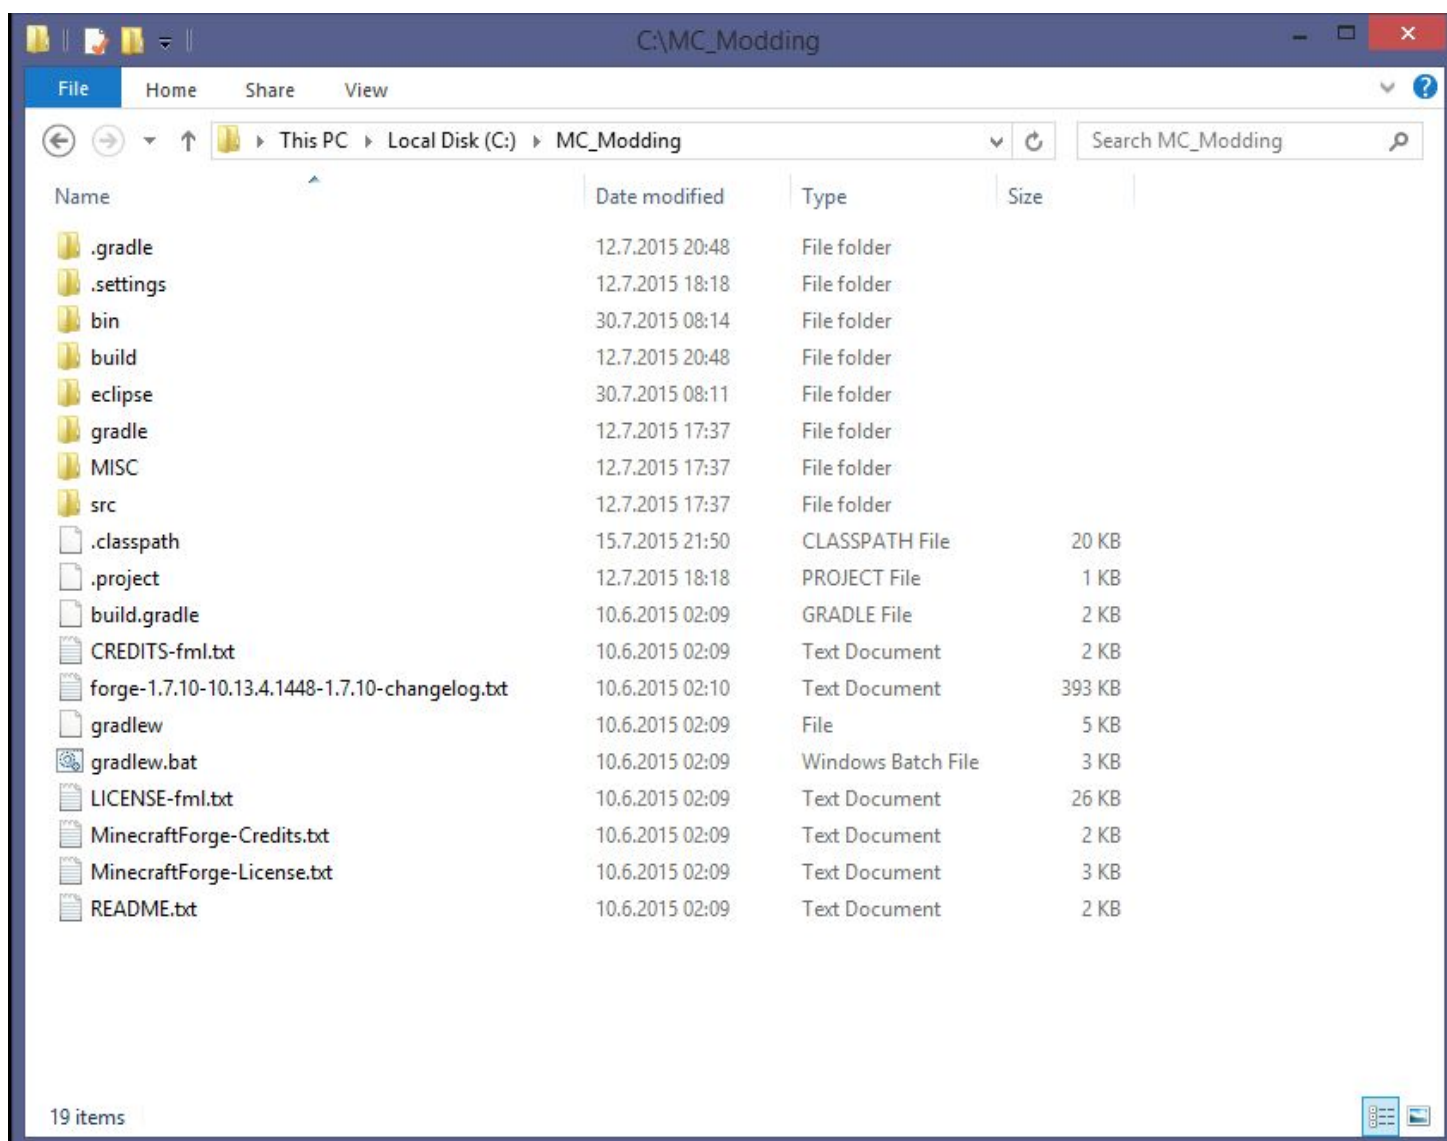 C:\MC_Modding
File Home Share View
This PC Local Disk (C:) MC_Modding Search MC_Modding
Name Date modified Type Size
.gradle 12.7.2015 20:48 File folder
.settings 12.7.2015 18:18 File folder
bin 30.7.2015 08:14 File folder
build 12.7.2015 20:48 File folder
eclipse 30.7.2015 08:11 File folder
gradle 12.7.2015 17:37 File folder
MISC 12.7.2015 17:37 File folder
src 12.7.2015 17:37 File folder
.classpath 15.7.2015 21:50 CLASSPATH File 20 KB
.project 12.7.2015 18:18 PROJECT File 1 KB
build.gradle 10.6.2015 02:09 GRADLE File 2 KB
CREDITS-fml.txt 10.6.2015 02:09 Text Document 2 KB
forge-1.7.10-10.13.4.1448-1.7.10-changelog.txt 10.6.2015 02:10 Text Document 393 KB
gradlew 10.6.2015 02:09 File 5 KB
gradlew.bat 10.6.2015 02:09 Windows Batch File 3 KB
LICENSE-fml.txt 10.6.2015 02:09 Text Document 26 KB
MinecraftForge-Credits.txt 10.6.2015 02:09 Text Document 2 KB
MinecraftForge-License.txt 10.6.2015 02:09 Text Document 3 KB
README.txt 10.6.2015 02:09 Text Document 2 KB
19 items